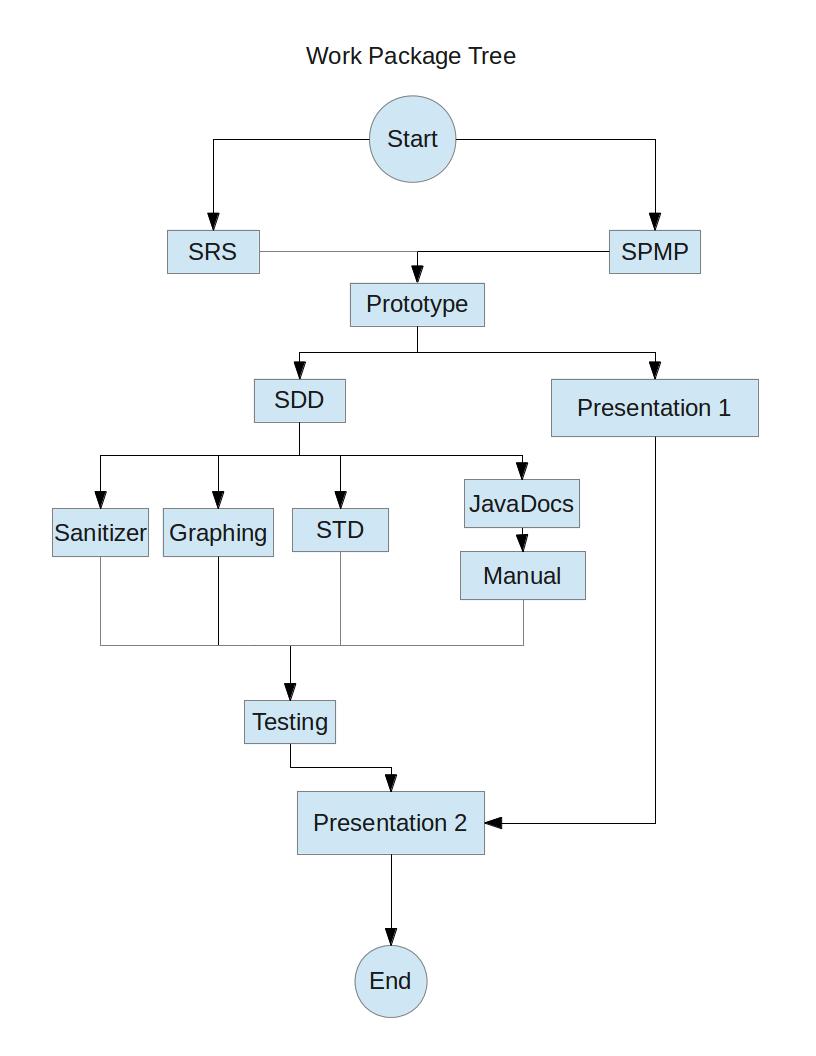 Work Package Tree
Start
SRS
SPMP
Prototype
SDD
Presentation 1
Sanitizer
Graphing
STD
JavaDocs
Manual
Testing
Presentation 2
End